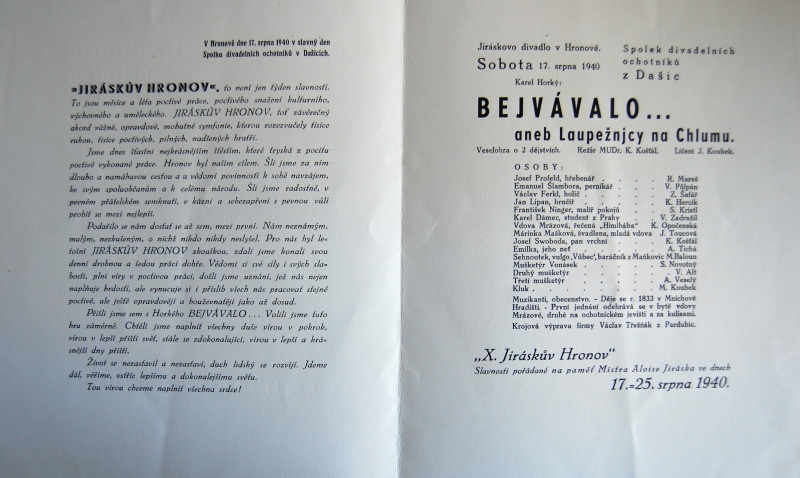 V Hronově dne 17. srpna 1940 v slavný den
Spolku divadelních ochotníků v Dašicích.
»JIRÁSKŮV HRONOV«, to není jen týden slavností.
To jsou měsíce a léta poctivé práce, poctivého snažení kulturního,
výchovného a uměleckého. JIRÁSKŮV HRONOV, toť závěrečný
akord vážné, opravdové, mohutné symfonie, kterou rozezvučely tisíce
rukou, tisíce poctivých, pilných, nadšených bratří.
Jsme dnes šťastni nejkrásnějším štěstím, které tryská z pocitu
poctivě vykonané práce. Hronov byl naším cílem. Šli jsme za ním
dlouho a namáhavou cestou a u vědomí povinností k sobě navzájem,
ke svým spoluobčanům a k celému národu. Šli jsme radostně, v
pevném přátelském semknutí, v kázni a sebezapření s pevnou vůlí
probít se mezi nejlepší.
Podařilo se nám dostat se až sem, mezi první. Nám neznámým,
malým, nezkušeným, o nichž nikdo nikdy neslyšel. Pro nás byl le-
tošní JIRÁSKŮV HRONOV zkouškou, zdali jsme konali svou
denní drobnou a šedou práci dobře. Vědomi si své síly i svých sla-
bostí, plni víry v poctivou práci, došli jsme uznání, jež nás nejen
naplňuje hrdostí, ale vynucuje si i příslib všech nás pracovat stejně
poctivě, ale ještě opravdověji a houževnatěji jako až dosud.
Přišli jsme sem s Horkého BEJVÁVALO... Volili jsme tuto
hru záměrně. Chtěli jsme naplnit všechny duše vírou v pokrok,
vírou v lepší příští svět, stále se zdokonalující, vírou v lepší a krá-
snější dny příští.
Život se nezastavil a nezastaví, duch lidský se rozvíjí. Jdeme
dál, věříme, vstříc lepšímu a dokonalejšímu světu.
Tou vírou chceme naplnit všechna srdce!
Jiráskovo divadlo v Hronově.
Sobota 17. srpna 1940
Spolek divadelních
ochotníků
z Dašic
Karel Horký:
BEJVÁVALO...
aneb Laupežnjcy na Chlumu.
Veselohra o 2 dějstvích. Režie MUDr. K. Košťál. Líčení J. Koubek.
OSOBY:
Josef Profeld, hřebenář . . . . R. Mareš
Emanuel Šlambora, perníkář . . . . V. Půlpán
Václav Ferkl, holič . . . . Z. Šafář
Jan Lipan, hrnčíř . . . . K. Hercík
František Ninger, malíř pokojů . . . S. Kristl
Karel Dámec, student z Prahy . . . V. Zadražil
Vdova Mrázová, řečená „Himlhába" K. Opočenská
Márinka Mašková, švadlena, mladá vdova J. Toucová
Josef Svoboda, pan vrchní . . . K. Košťál
Emilka, jeho neť . . . . A. Tichá
Sehnoutek, vulgo „Vůbec', baráčník z Maňkovic M.Baloun
Mušketýr Vonásek . . . . S. Novotný
Druhý mušketýr . . . . V. Alt
Třetí mušketýr . . . . A. Veselý
Kluk . . . . M. Koubek
Muzikanti, obecenstvo. - Děje se r. 1833 v Mnichově
Hradišti. - První jednání odehrává se v bytě vdovy
Mrázové, druhé na ochotnickém jevišti a za kulisami.
Krojová výprava firmy Václav Třešťák z Pardubic.
„X. Jiráskův Hronov"
Slavnosti pořádané na paměť Mistra Aloise Jiráska ve dnech
17.=25. srpna 1940.